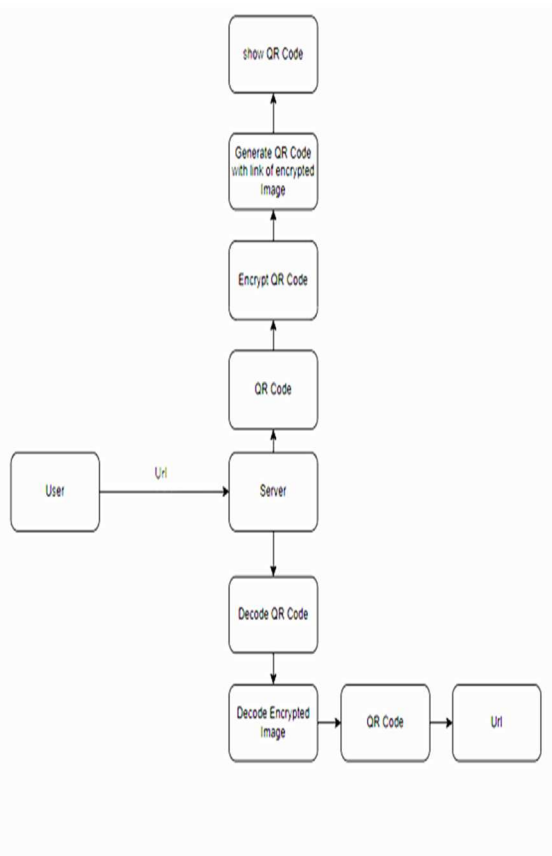 show QR Code
Generate QR Code
with link of encrypted
Image
Encrypt QR Code
QR Code
User
Url
Server
Decode QR Code
Decode Encrypted
Image
QR Code
Url